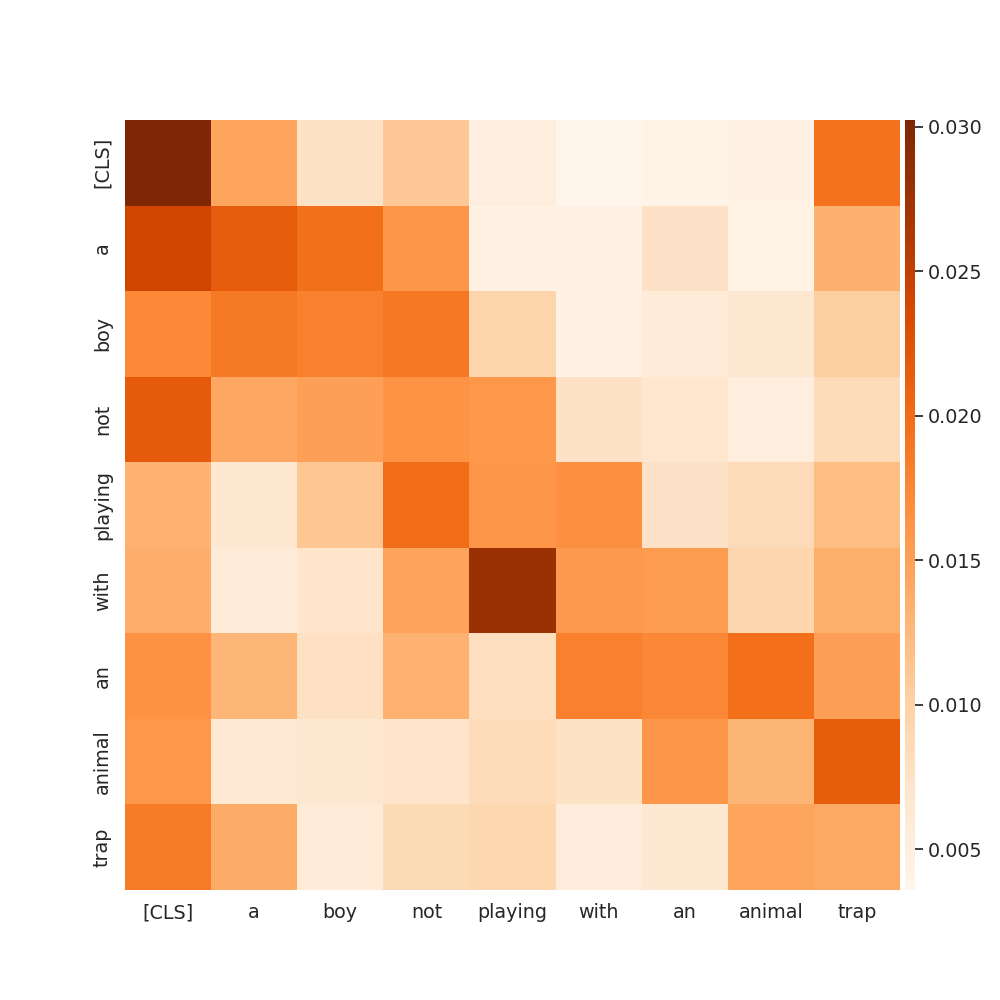 [CLS]
a
boy
not
playing
with
an
animal
trap
[CLS] a boy not playing with an animal trap
0.030
0.025
0.020
0.015
0.010
0.005